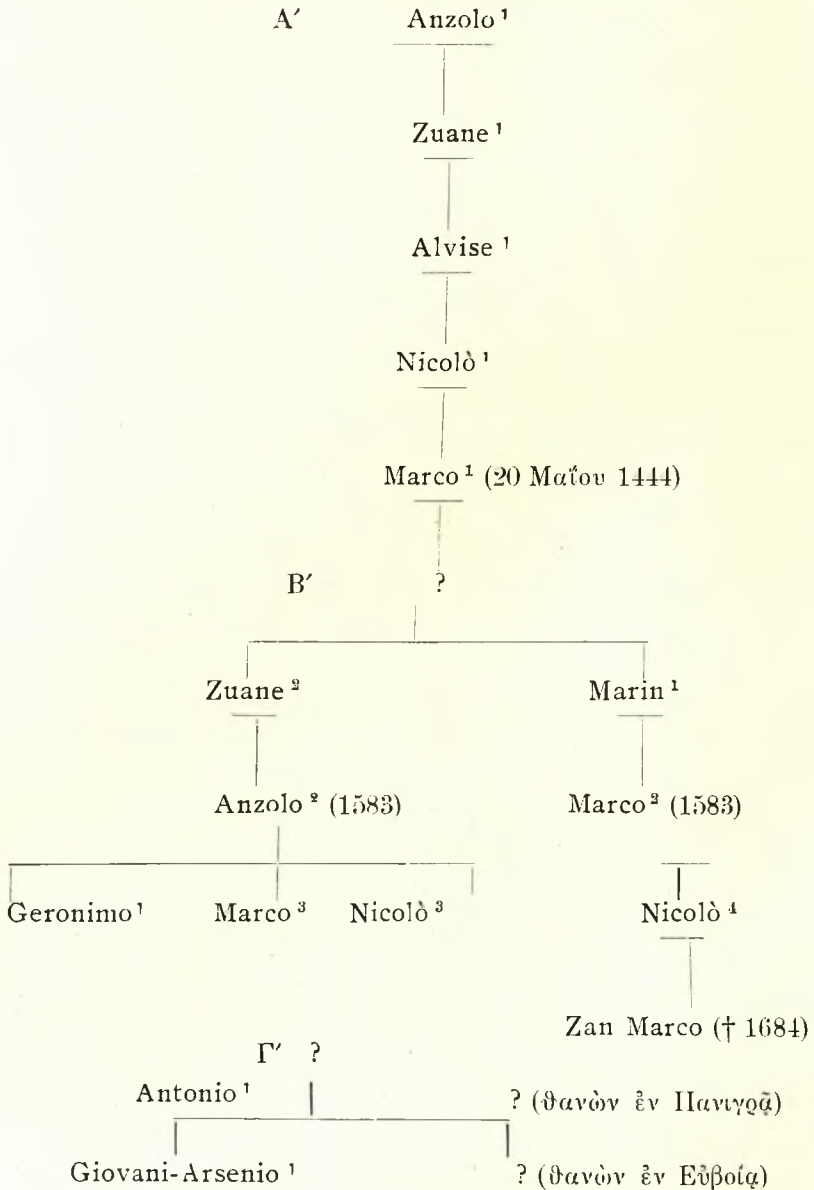 Α′ Anzolo ¹
Zuane ¹
Alvise ¹
Nicolò ¹
Marco ¹ (20 Μαΐου 1444)
Β′ ?
Zuane ² Marin ¹
Anzolo ² (1583) Marco ² (1583)
Geronimo ¹ Marco ³ Nicolò ³ Nicolò ⁴
Zan Marco († 1684)
Γ′ ?
Antonio ¹ ? (θανὼν ἐν Πανιγρᾷ)
Giovani-Arsenio ¹ ? (θανὼν ἐν Εὐβοίᾳ)